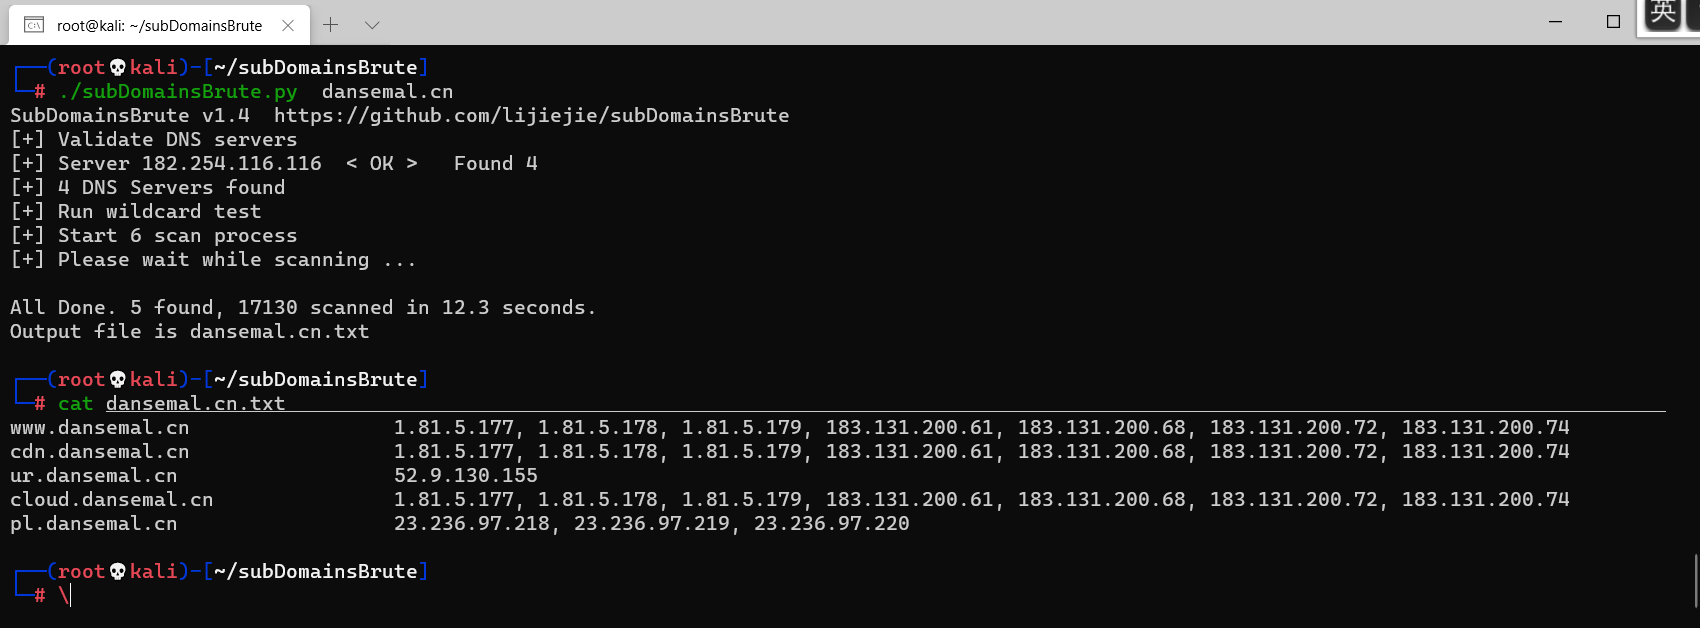 root@kali: ~/subDomainsBrute
英
┌──(root💀kali)-[~/subDomainsBrute]
└─# ./subDomainsBrute.py  dansemal.cn
SubDomainsBrute v1.4  https://github.com/lijiejie/subDomainsBrute
[+] Validate DNS servers
[+] Server 182.254.116.116  < OK >   Found 4
[+] 4 DNS Servers found
[+] Run wildcard test
[+] Start 6 scan process
[+] Please wait while scanning ...
All Done. 5 found, 17130 scanned in 12.3 seconds.
Output file is dansemal.cn.txt
┌──(root💀kali)-[~/subDomainsBrute]
└─# cat dansemal.cn.txt
www.dansemal.cn                 1.81.5.177, 1.81.5.178, 1.81.5.179, 183.131.200.61, 183.131.200.68, 183.131.200.72, 183.131.200.74
cdn.dansemal.cn                 1.81.5.177, 1.81.5.178, 1.81.5.179, 183.131.200.61, 183.131.200.68, 183.131.200.72, 183.131.200.74
ur.dansemal.cn                  52.9.130.155
cloud.dansemal.cn               1.81.5.177, 1.81.5.178, 1.81.5.179, 183.131.200.61, 183.131.200.68, 183.131.200.72, 183.131.200.74
pl.dansemal.cn                  23.236.97.218, 23.236.97.219, 23.236.97.220
┌──(root💀kali)-[~/subDomainsBrute]
└─# \